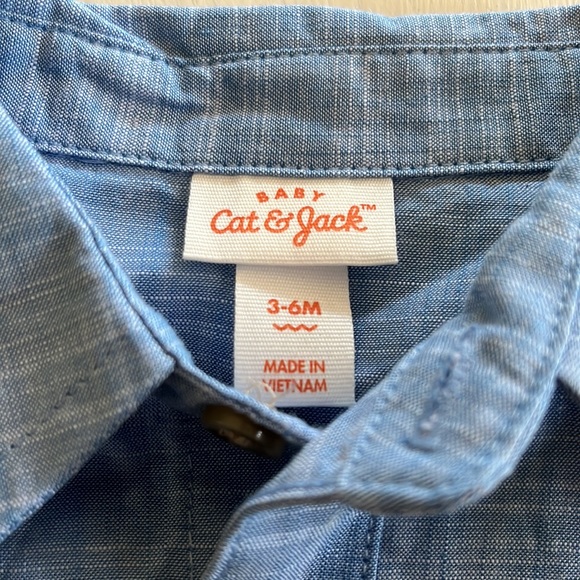 BABY
Cat & Jack™
3-6M
MADE IN
VIETNAM